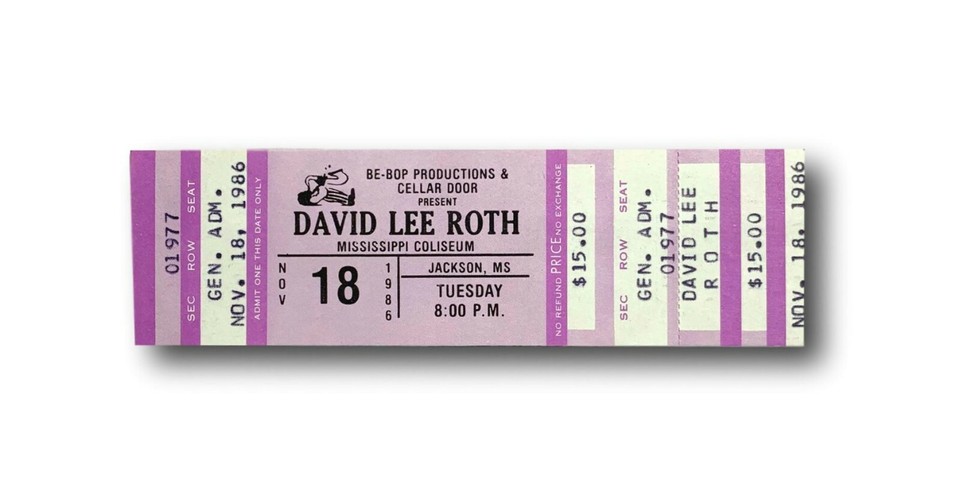 01977
SEC ROW SEAT
GEN. ADM.
NOV. 18, 1986
ADMIT ONE THIS DATE ONLY
BE-BOP PRODUCTIONS &
CELLAR DOOR
PRESENT
DAVID LEE ROTH
MISSISSIPPI COLISEUM
NOV
18
1986
JACKSON, MS
TUESDAY
8:00 P.M.
NO REFUND PRICE NO EXCHANGE
$15.00
SEC ROW SEAT
GEN. ADM.
01977
DAVID LEE
ROTH
$15.00
NOV. 18. 1986